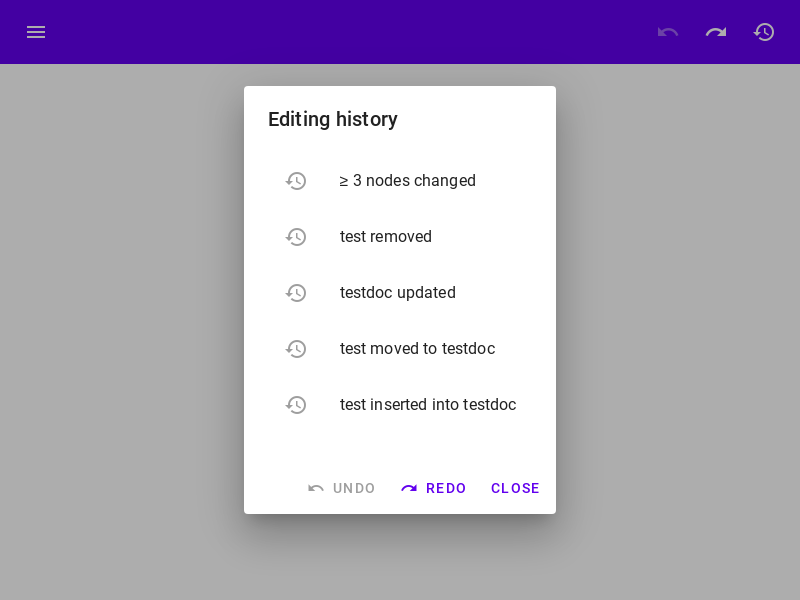 Editing history
≥ 3 nodes changed
test removed
testdoc updated
test moved to testdoc
test inserted into testdoc
UNDO REDO CLOSE